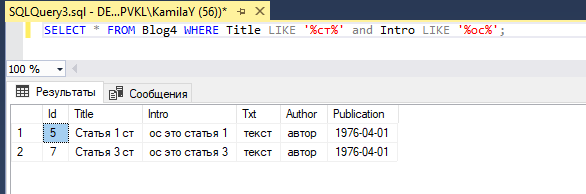 SQLQuery3.sql - DE...PVKL\KamilaY (56))*
SELECT * FROM Blog4 WHERE Title LIKE '%ст%' and Intro LIKE '%ос%';
100 %
Результаты Сообщения
Id Title Intro Txt Author Publication
1 5 Статья 1 ст ос это статья 1 текст автор 1976-04-01
2 7 Статья 3 ст ос это статья 3 текст автор 1976-04-01